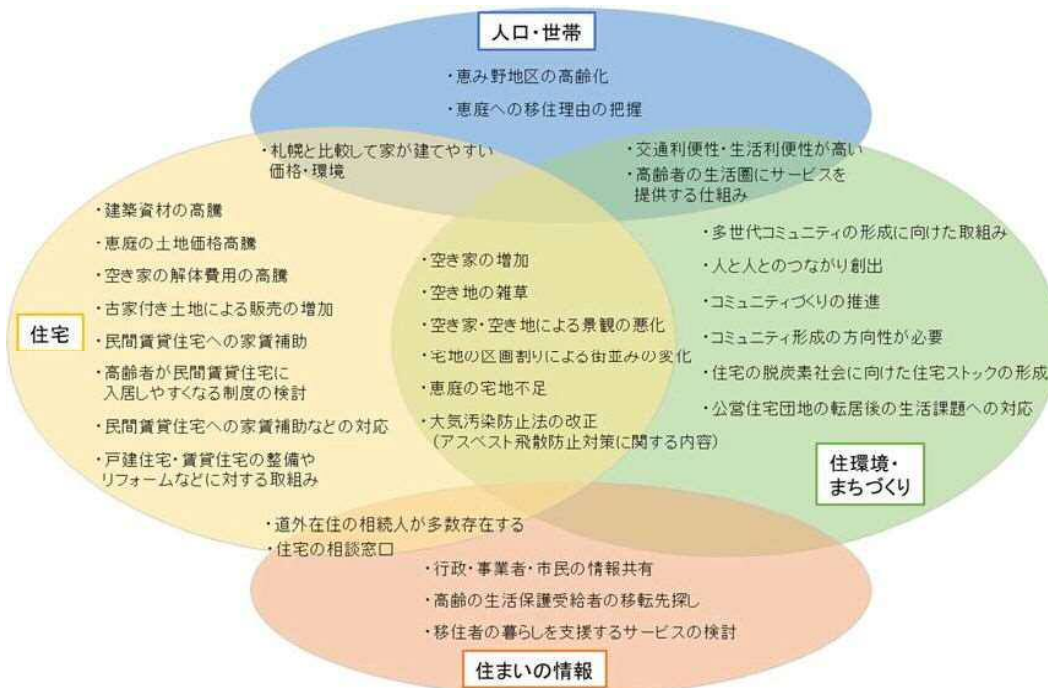 人口・世帯
・恵み野地区の高齢化
・恵庭への移住理由の把握
・札幌と比較して家が建てやすい
価格・環境
・交通利便性・生活利便性が高い
・高齢者の生活圏にサービスを
提供する仕組み
住宅
・建築資材の高騰
・恵庭の土地価格高騰
・空き家の解体費用の高騰
・古家付き土地による販売の増加
・民間賃貸住宅への家賃補助
・高齢者が民間賃貸住宅に
入居しやすくなる制度の検討
・民間賃貸住宅への家賃補助などの対応
・戸建住宅・賃貸住宅の整備や
リフォームなどに対する取組み
・空き家の増加
・空き地の雑草
・空き家・空き地による景観の悪化
・宅地の区画割りによる街並みの変化
・恵庭の宅地不足
・大気汚染防止法の改正
（アスベスト飛散防止対策に関する内容）
・多世代コミュニティの形成に向けた取組み
・人と人とのつながり創出
・コミュニティづくりの推進
・コミュニティ形成の方向性が必要
・住宅の脱炭素社会に向けた住宅ストックの形成
・公営住宅団地の転居後の生活課題への対応
住環境・
まちづくり
・道外在住の相続人が多数存在する
・住宅の相談窓口
・行政・事業者・市民の情報共有
・高齢の生活保護受給者の移転先探し
・移住者の暮らしを支援するサービスの検討
住まいの情報